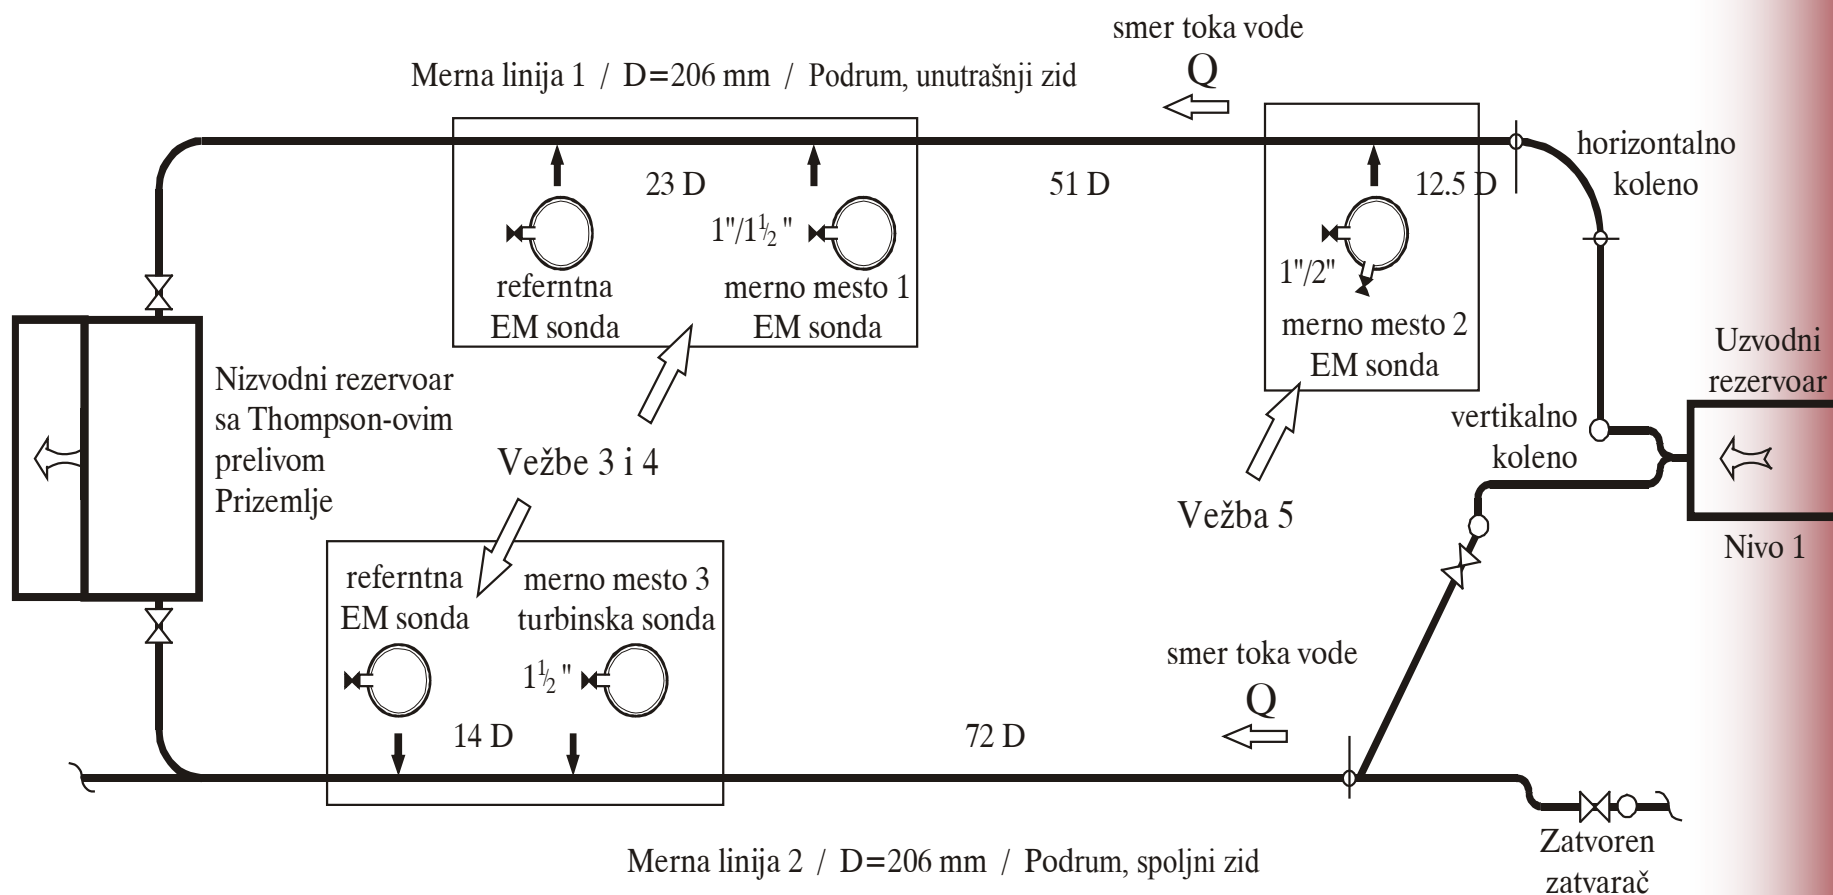 smer toka vode
Q
Merna linija 1 / D=206 mm / Podrum, unutrašnji zid
horizontalno
koleno
23 D
51 D
12.5 D
1"/1½ "
1"/2"
referntna
EM sonda
merno mesto 1
EM sonda
merno mesto 2
EM sonda
Uzvodni
rezervoar
Nizvodni rezervoar
sa Thompson-ovim
prelivom
Prizemlje
vertikalno
koleno
Vežbe 3 i 4
Vežba 5
Nivo 1
referntna
EM sonda
merno mesto 3
turbinska sonda
1½ "
smer toka vode
Q
14 D
72 D
Merna linija 2 / D=206 mm / Podrum, spoljni zid
Zatvoren
zatvarač